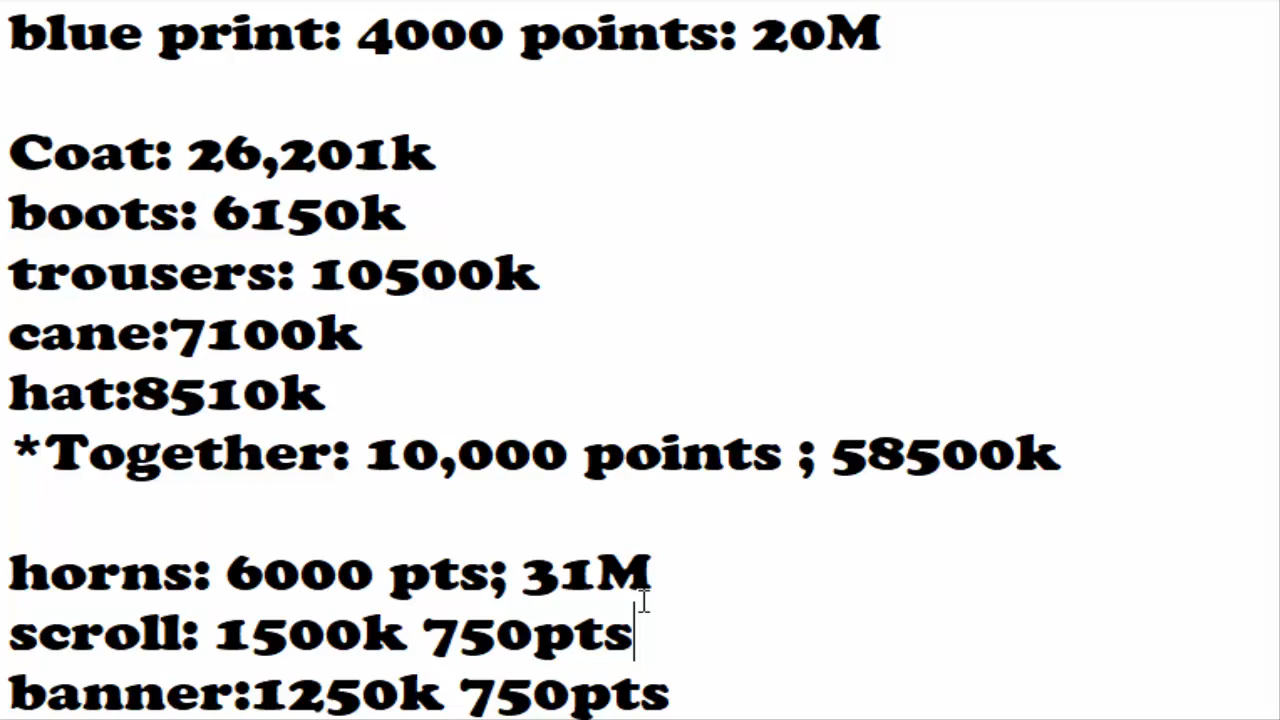 blue print: 4000 points: 20M
Coat: 26,201k
boots: 6150k
trousers: 10500k
cane:7100k
hat:8510k
*Together: 10,000 points ; 58500k
horns: 6000 pts; 31M
scroll: 1500k 750pts
banner:1250k 750pts